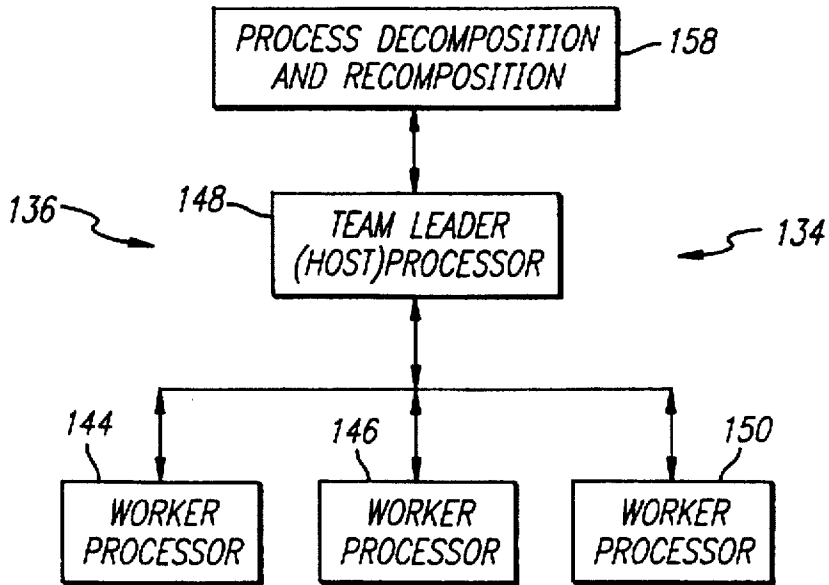 PROCESS DECOMPOSITION
AND RECOMPOSITION
158
136
148
TEAM LEADER
(HOST)PROCESSOR
134
144
WORKER
PROCESSOR
146
WORKER
PROCESSOR
150
WORKER
PROCESSOR